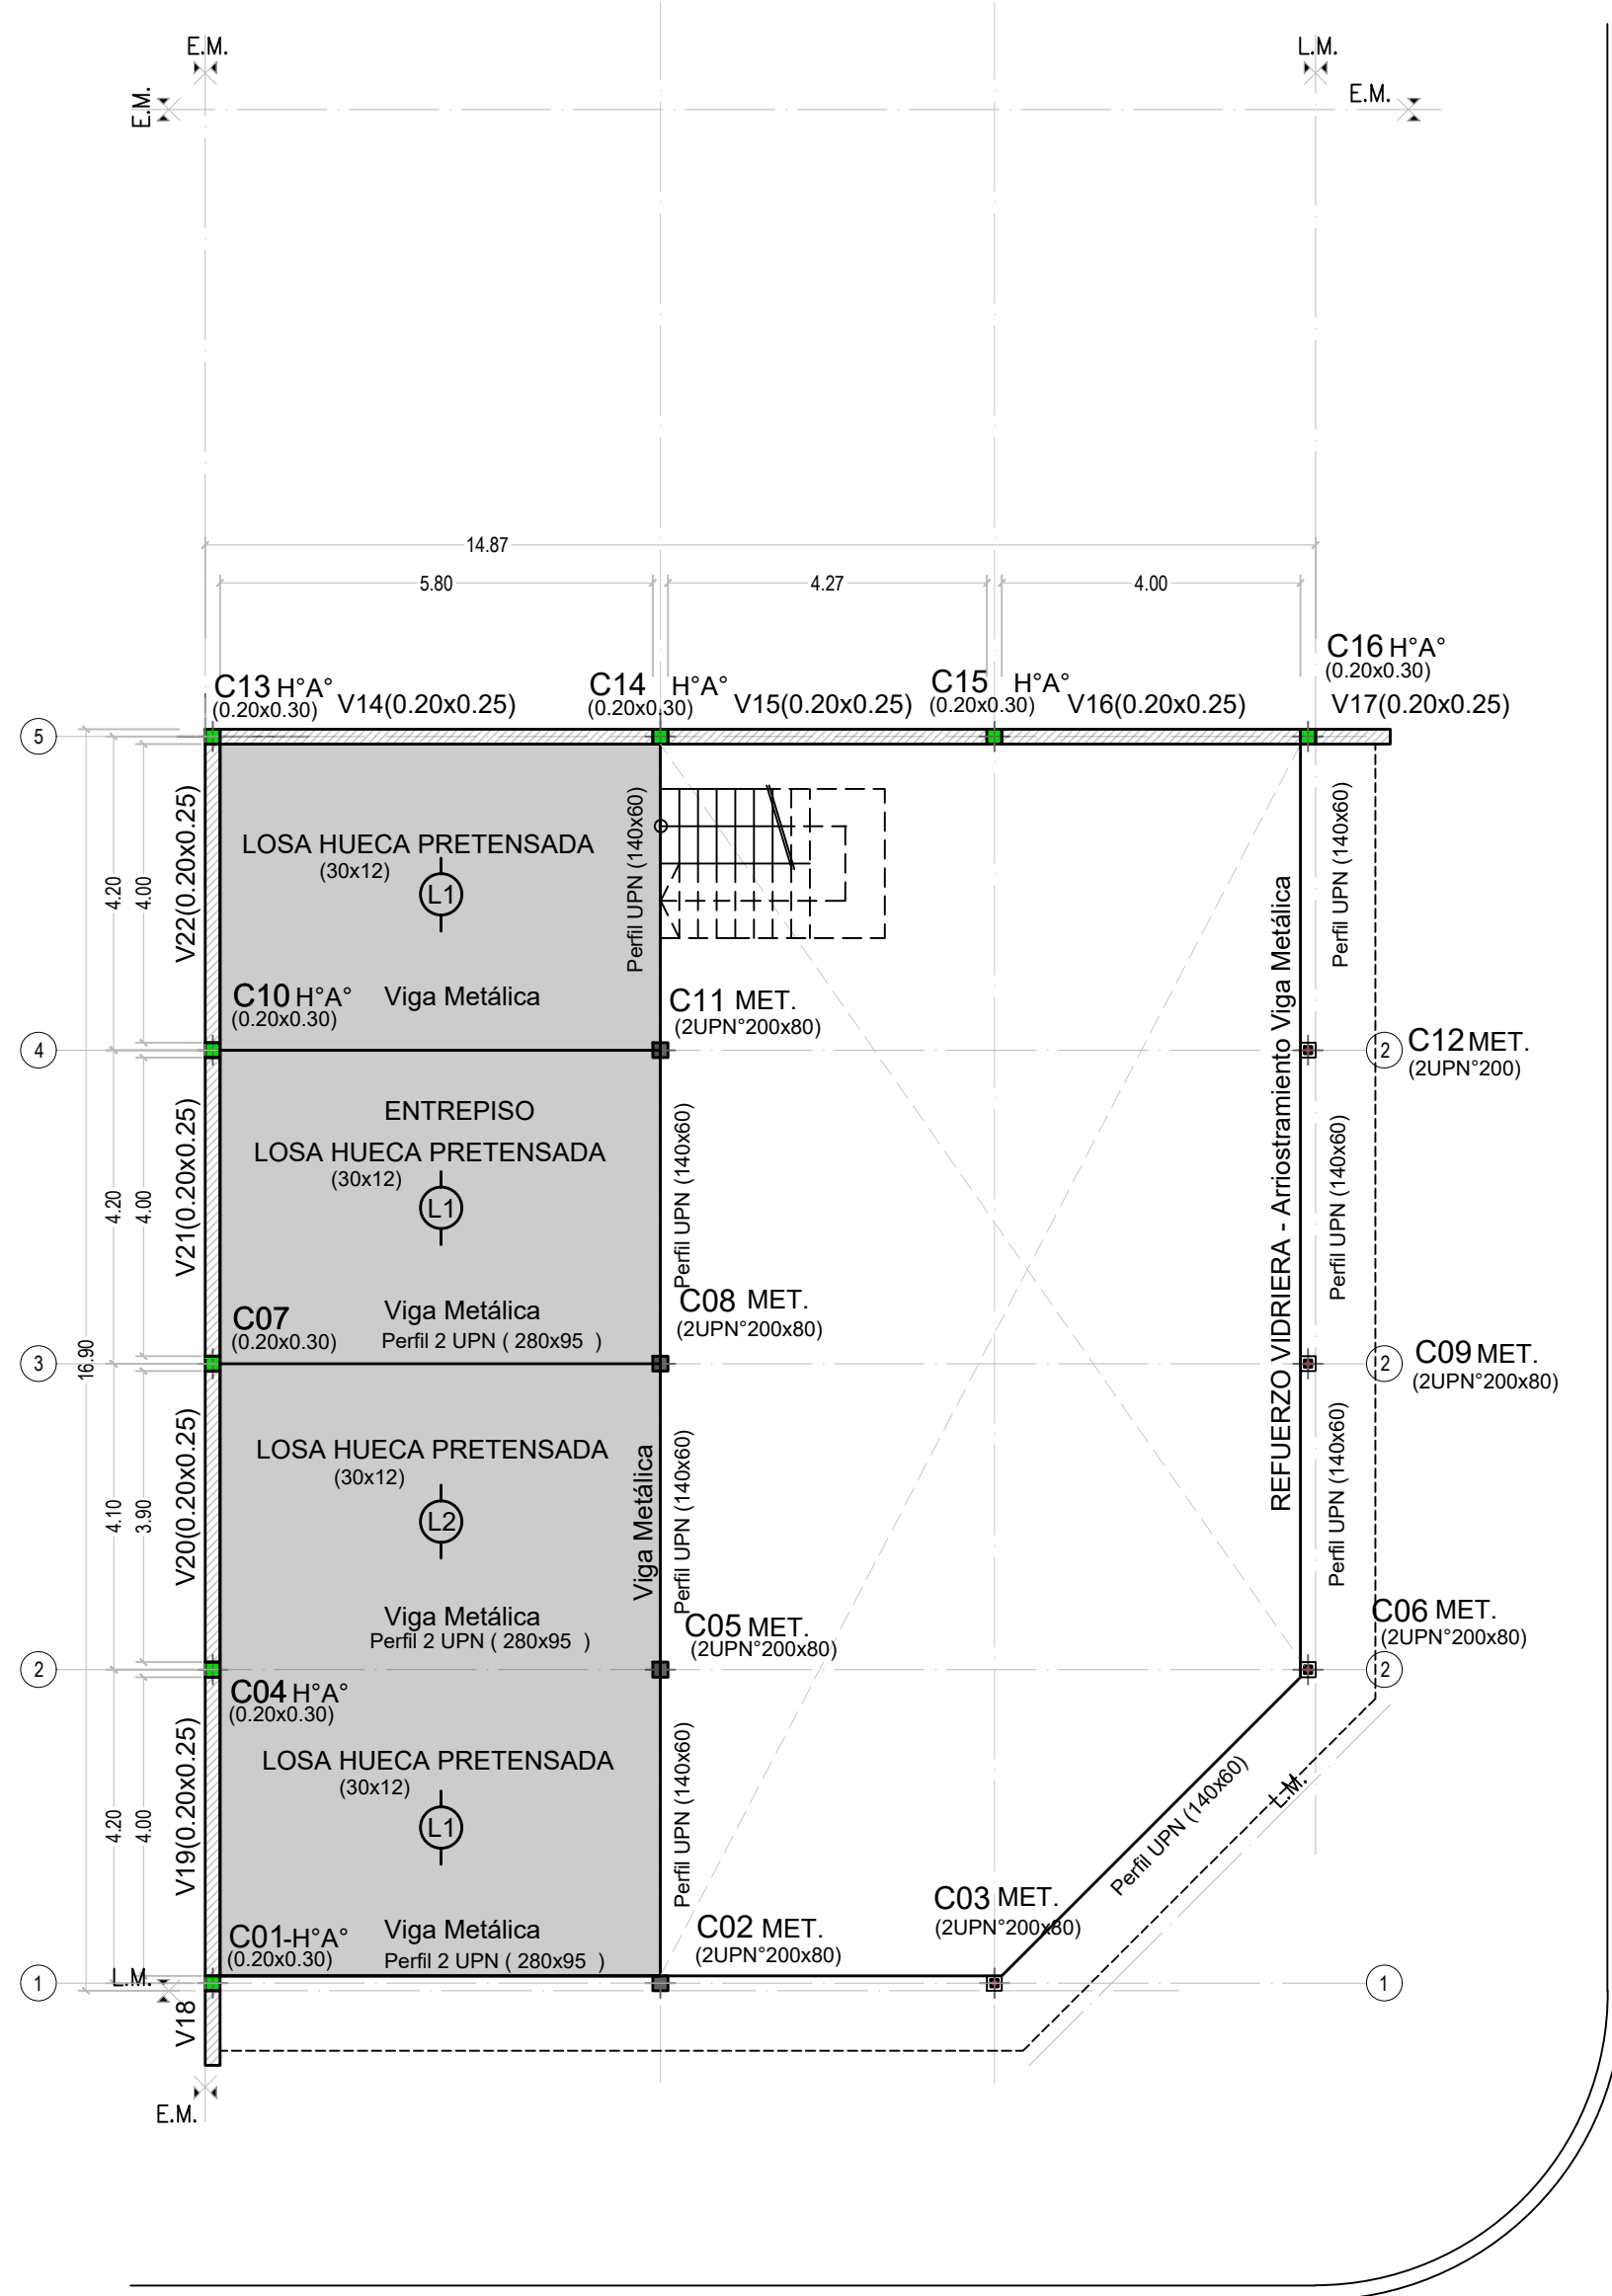 E.M.
L.M.
E.M.
E.M.
14.87
5.80
4.27
4.00
C16 H°A°
(0.20x0.30)
C13 H°A°
(0.20x0.30)
V14(0.20x0.25)
C14 H°A°
(0.20x0.30)
V15(0.20x0.25)
C15 H°A°
(0.20x0.30)
V16(0.20x0.25)
V17(0.20x0.25)
5
4.20
4.00
V22(0.20x0.25)
LOSA HUECA PRETENSADA
(30x12)
L1
Perfil UPN (140x60)
Perfil UPN (140x60)
C10 H°A°
(0.20x0.30)
Viga Metálica
C11 MET.
(2UPN°200x80)
REFUERZO VIDRIERA - Arriostramiento Viga Metálica
4
2
C12 MET.
(2UPN°200)
ENTREPISO
LOSA HUECA PRETENSADA
(30x12)
L1
4.20
4.00
V21(0.20x0.25)
Perfil UPN (140x60)
Perfil UPN (140x60)
C07
(0.20x0.30)
Viga Metálica
Perfil 2 UPN ( 280x95 )
C08 MET.
(2UPN°200x80)
16.90
3
2
C09 MET.
(2UPN°200x80)
LOSA HUECA PRETENSADA
(30x12)
L2
4.10
3.90
V20(0.20x0.25)
Viga Metálica
Perfil UPN (140x60)
Perfil UPN (140x60)
Viga Metálica
Perfil 2 UPN ( 280x95 )
C05 MET.
(2UPN°200x80)
C06 MET.
(2UPN°200x80)
2
2
C04 H°A°
(0.20x0.30)
LOSA HUECA PRETENSADA
(30x12)
L1
4.20
4.00
V19(0.20x0.25)
Perfil UPN (140x60)
Perfil UPN (140x60)
L.M.
C01-H°A°
(0.20x0.30)
Viga Metálica
Perfil 2 UPN ( 280x95 )
C02 MET.
(2UPN°200x80)
C03 MET.
(2UPN°200x80)
1
L.M.
1
V18
E.M.